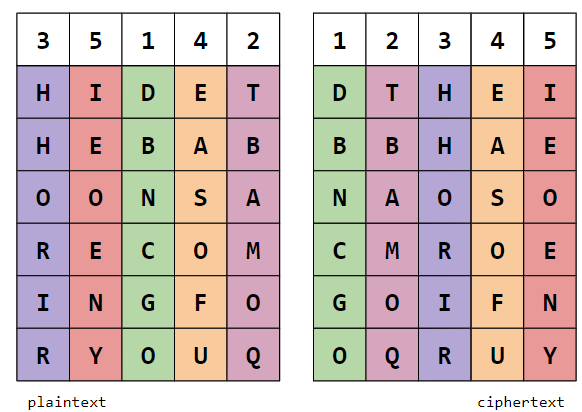 3 5 1 4 2 1 2 3 4 5
H I D E T D T H E I
H E B A B B B H A E
O O N S A N A O S O
R E C O M C M R O E
I N G F O G O I F N
R Y O U Q O Q R U Y
plaintext ciphertext